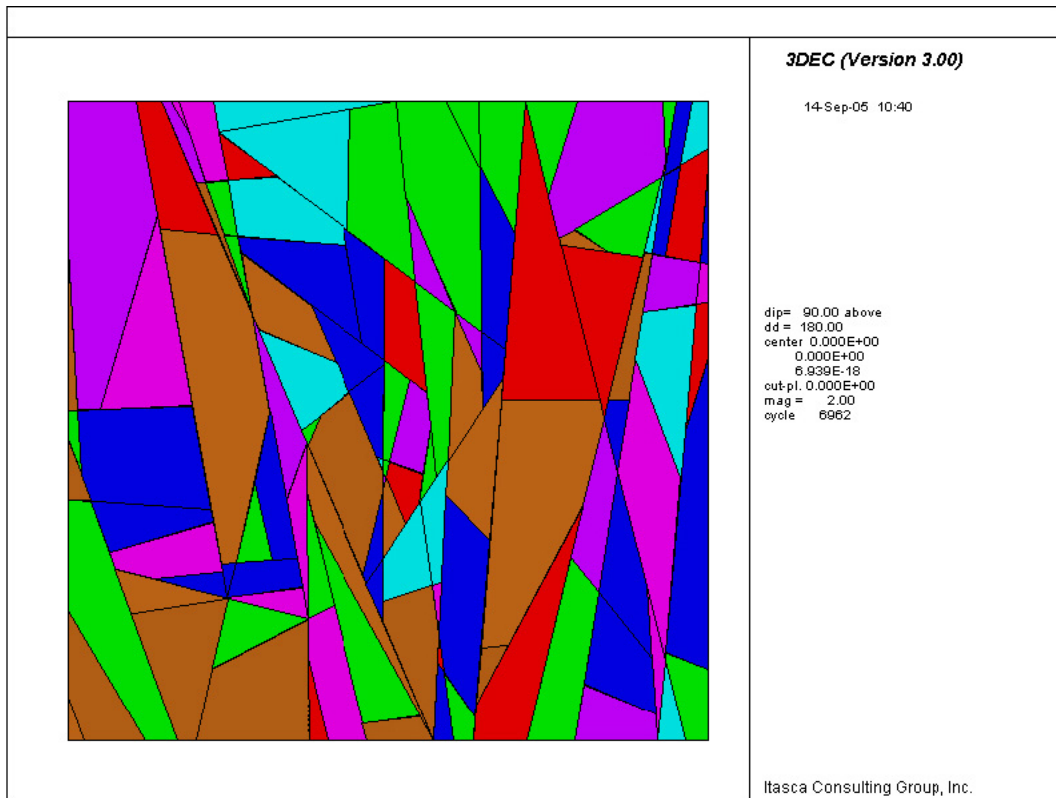 3DEC (Version 3.00)
14-Sep-05 10:40
dip= 90.00 above
dd = 180.00
center 0.000E+00
0.000E+00
6.939E-18
cut-pl. 0.000E+00
mag = 2.00
cycle 6962
Itasca Consulting Group, Inc.